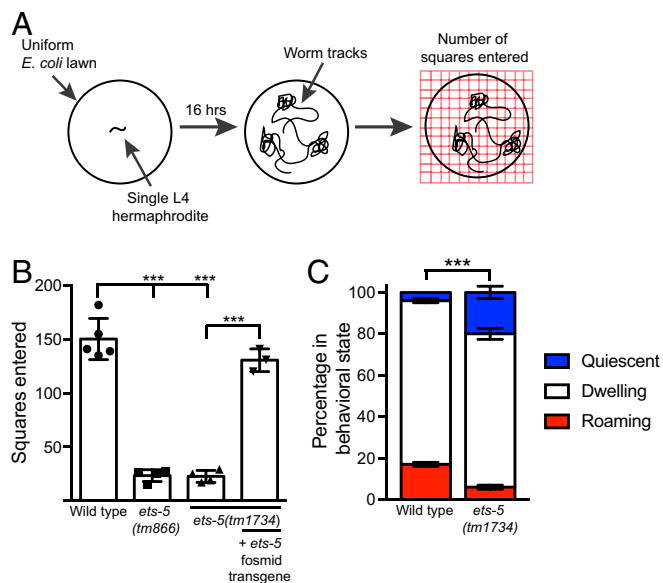 A
Uniform
E. coli lawn
Single L4
hermaphrodite
16 hrs
Worm tracks
Number of
squares entered
B
Squares entered
200
150
100
50
***
***
***
Wild type
ets-5
(tm866)
ets-5(tm1734)
+ ets-5
fosmid
transgene
C
Percentage in
behavioral state
100
80
60
40
20
0
***
Wild type
ets-5
(tm1734)
Quiescent
Dwelling
Roaming